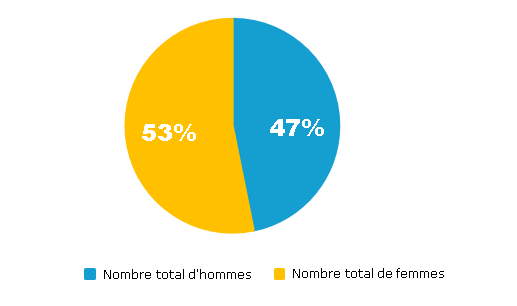 47%
53%
Nombre total d'hommes
Nombre total de femmes